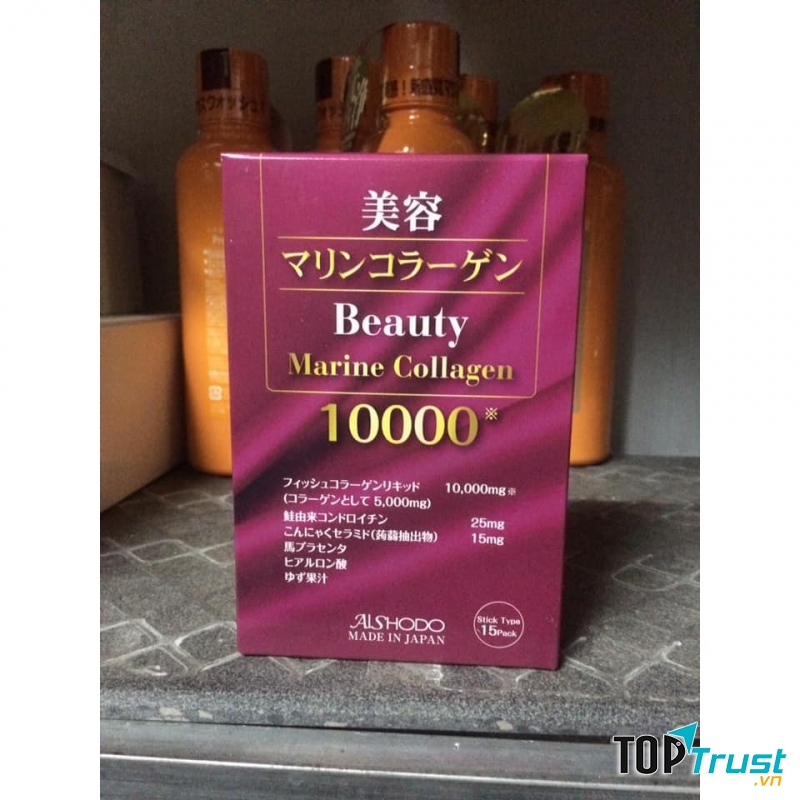 美容
マリンコラーゲン
Beauty
Marine Collagen
10000※
フィッシュコラーゲンリキッド 10,000mg※
(コラーゲンとして 5,000mg)
鮭由来コンドロイチン 25mg
こんにゃくセラミド(蒟蒻抽出物) 15mg
馬プラセンタ
ヒアルロン酸
ゆず果汁
AISHODO
MADE IN JAPAN
Stick Type
15Pack
TOPTrust.vn